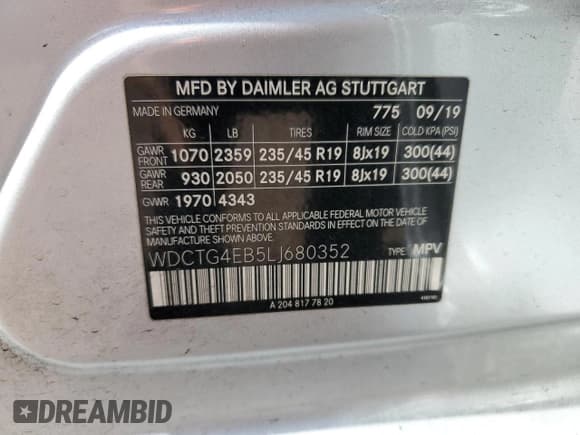 MFD BY DAIMLER AG STUTTGART
MADE IN GERMANY 775 09/19
KG LB TIRES RIM SIZE COLD KPA (PSI)
GAWR FRONT 1070 2359 235/45 R19 8Jx19 300(44)
GAWR REAR 930 2050 235/45 R19 8Jx19 300(44)
GVWR 1970 4343
THIS VEHICLE CONFORMS TO ALL APPLICABLE FEDERAL MOTOR VEHICLE
SAFETY, BUMPER AND THEFT PREVENTION STANDARDS IN EFFECT
ON THE DATE OF MANUFACTURE SHOWN ABOVE.
WDCTG4EB5LJ680352 TYPE: MPV
A 204 817 78 20
DREAMBID